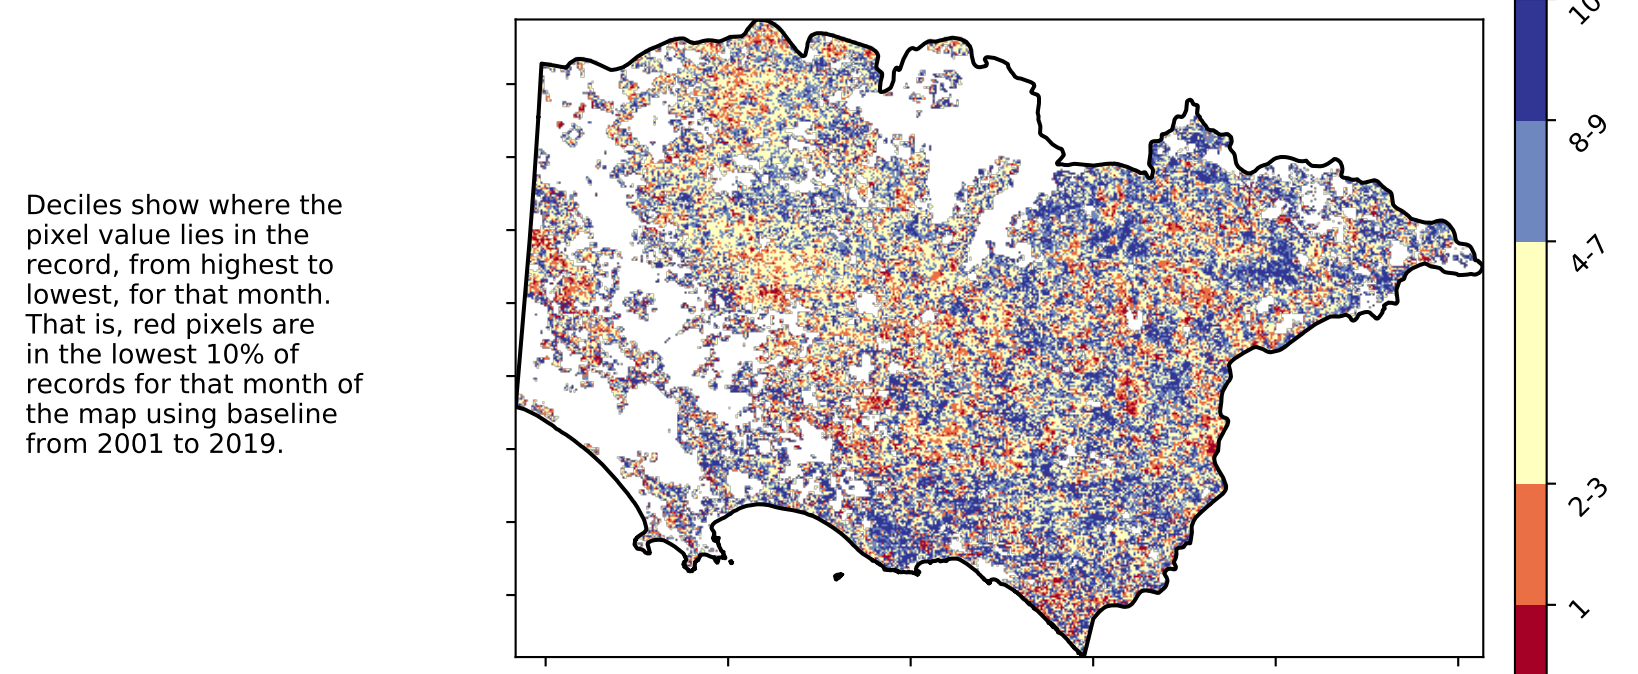 Deciles show where the
pixel value lies in the
record, from highest to
lowest, for that month.
That is, red pixels are
in the lowest 10% of
records for that month of
the map using baseline
from 2001 to 2019.
10
8-9
4-7
2-3
1